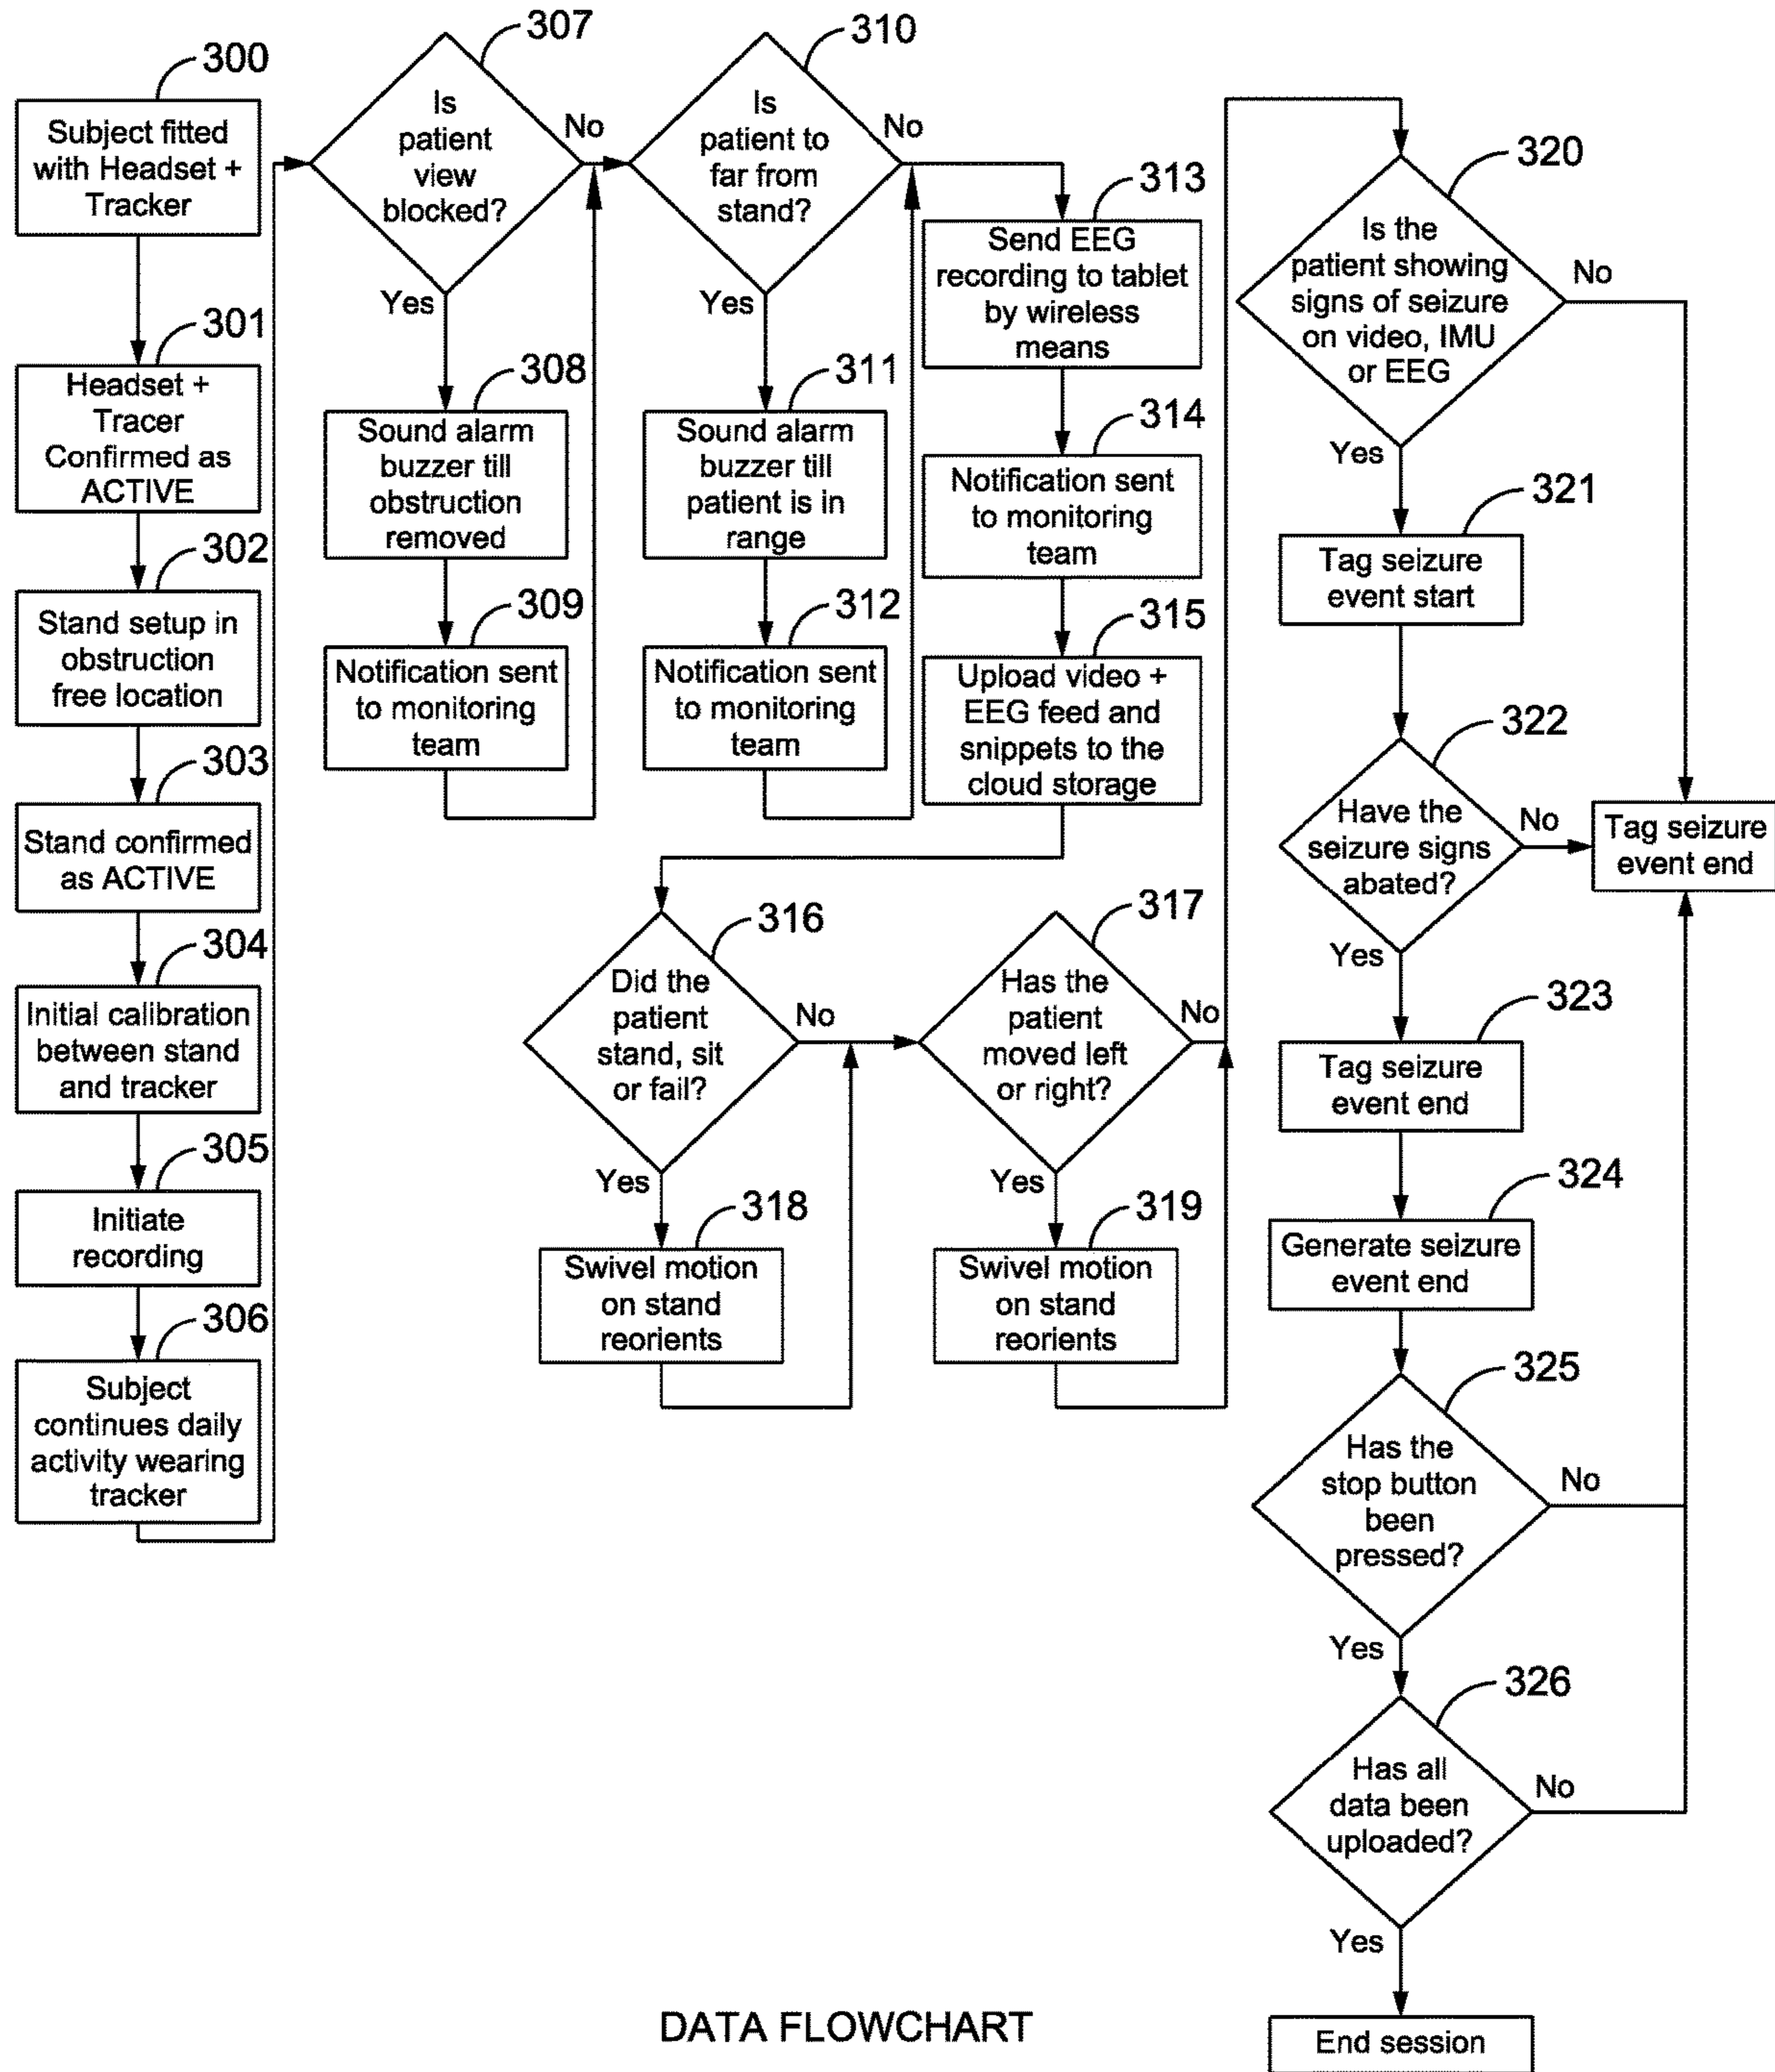 300
Subject fitted
with Headset +
Tracker
301
Headset +
Tracer
Confirmed as
ACTIVE
302
Stand setup in
obstruction
free location
303
Stand confirmed
as ACTIVE
304
Initial calibration
between stand
and tracker
305
Initiate
recording
306
Subject
continues daily
activity wearing
tracker
307
Is
patient
view
blocked?
No
Yes
308
Sound alarm
buzzer till
obstruction
removed
309
Notification sent
to monitoring
team
310
Is
patient to
far from
stand?
No
Yes
311
Sound alarm
buzzer till
patient is in
range
312
Notification sent
to monitoring
team
313
Send EEG
recording to tablet
by wireless
means
314
Notification sent
to monitoring
team
315
Upload video +
EEG feed and
snippets to the
cloud storage
316
Did the
patient
stand, sit
or fail?
No
Yes
318
Swivel motion
on stand
reorients
317
Has the
patient
moved left
or right?
No
Yes
319
Swivel motion
on stand
reorients
320
Is the
patient showing
signs of seizure
on video, IMU
or EEG
No
Yes
321
Tag seizure
event start
322
Have the
seizure signs
abated?
No
Tag seizure
event end
Yes
323
Tag seizure
event end
324
Generate seizure
event end
325
Has the
stop button
been
pressed?
No
Yes
326
Has all
data been
uploaded?
No
Yes
End session
DATA FLOWCHART